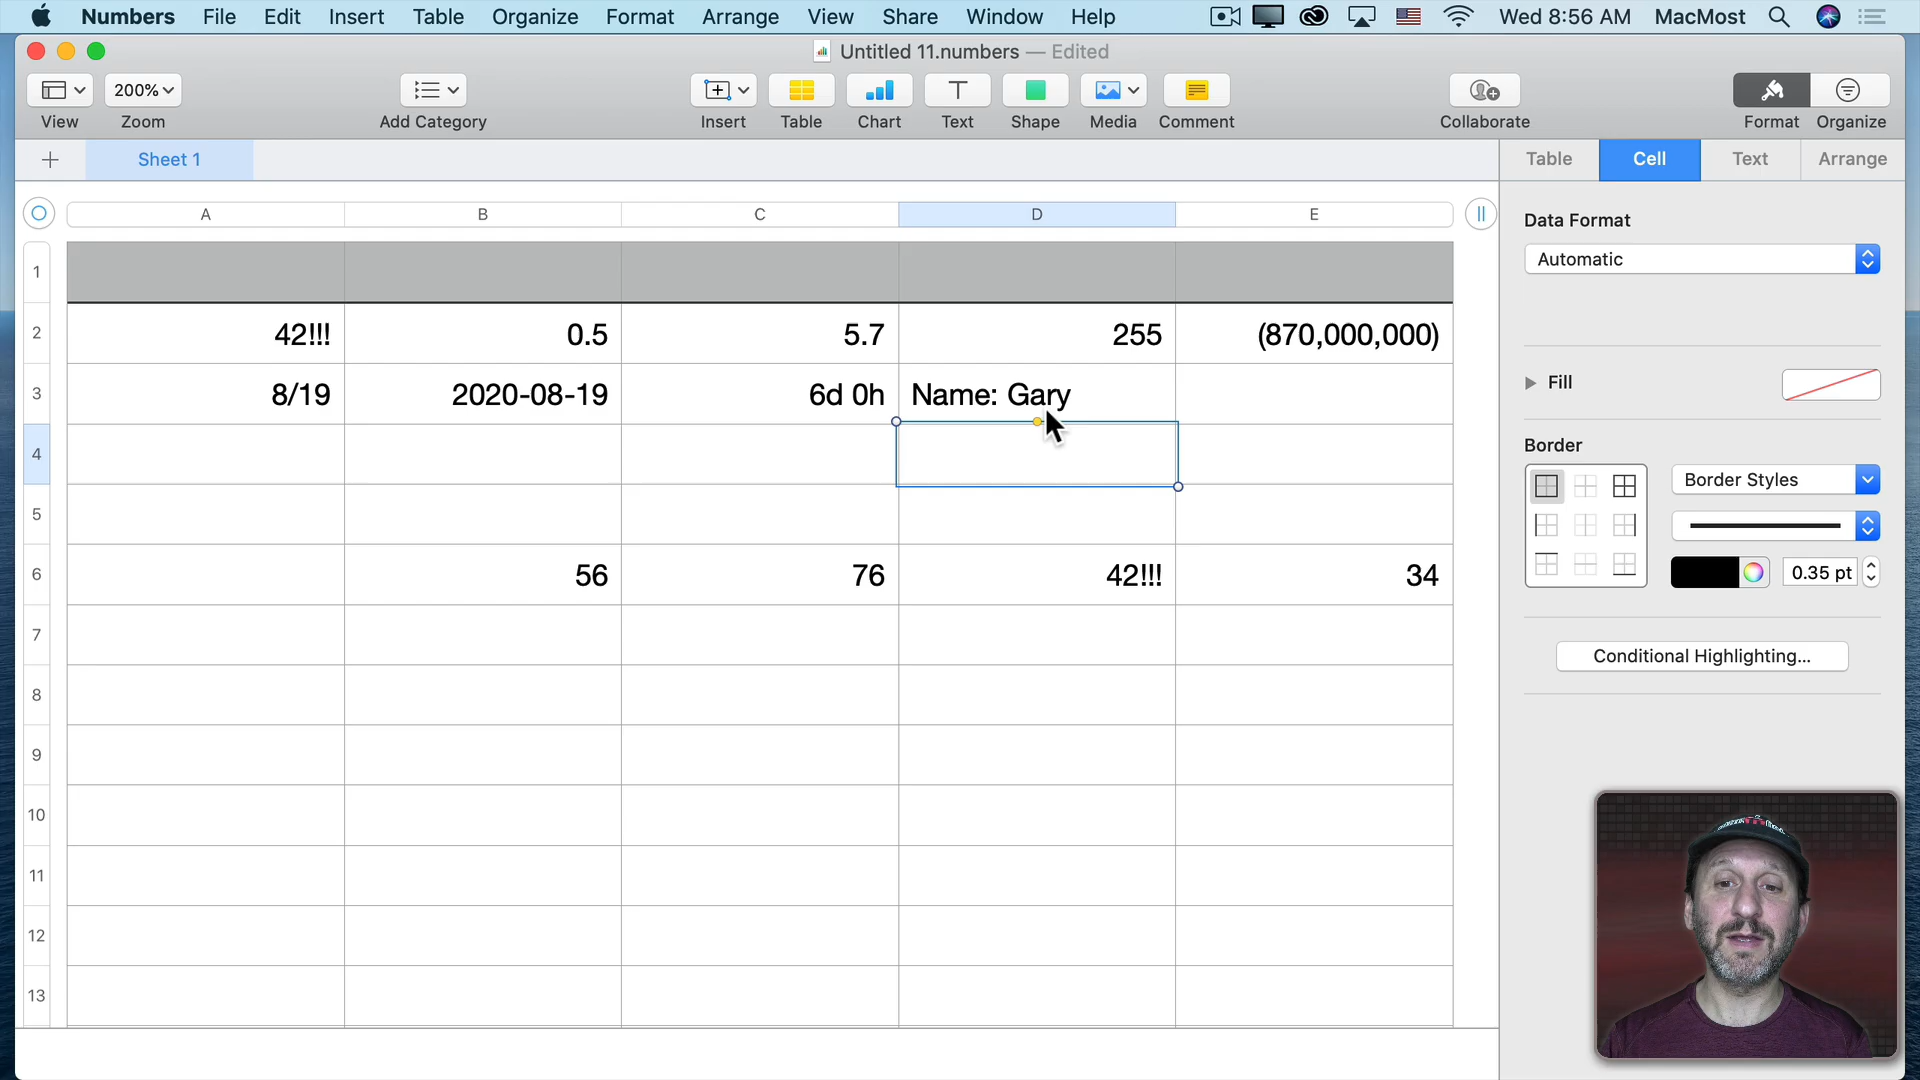 Numbers File Edit Insert Table Organize Format Arrange View Share Window Help Wed 8:56 AM MacMost
Untitled 11.numbers — Edited
200%
View Zoom Add Category Insert Table Chart Text Shape Media Comment Collaborate Format Organize
Sheet 1
Table Cell Text Arrange
A B C D E
1
2 42!!! 0.5 5.7 255 (870,000,000)
3 8/19 2020-08-19 6d 0h Name: Gary
4
5
6 56 76 42!!! 34
7
8
9
10
11
12
13
Data Format
Automatic
Fill
Border
Border Styles
0.35 pt
Conditional Highlighting...